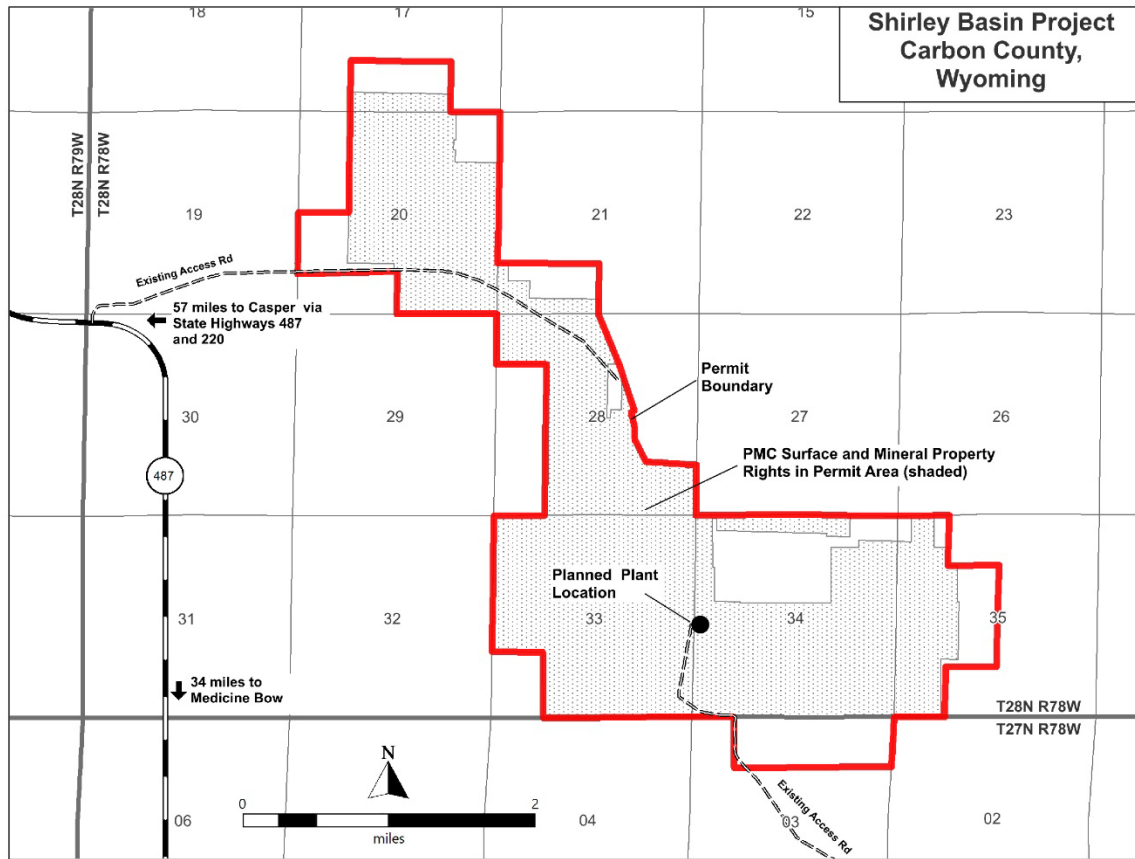 18
17
15
Shirley Basin Project
Carbon County,
Wyoming
T28N R79W
T28N R78W
19
20
21
22
23
Existing Access Rd
57 miles to Casper via
State Highways 487
and 220
Permit
Boundary
30
29
28
27
26
487
PMC Surface and Mineral Property
Rights in Permit Area (shaded)
Planned Plant
Location
31
32
33
34
35
34 miles to
Medicine Bow
T28N R78W
T27N R78W
N
0
2
miles
Existing Access Rd
06
04
03
02